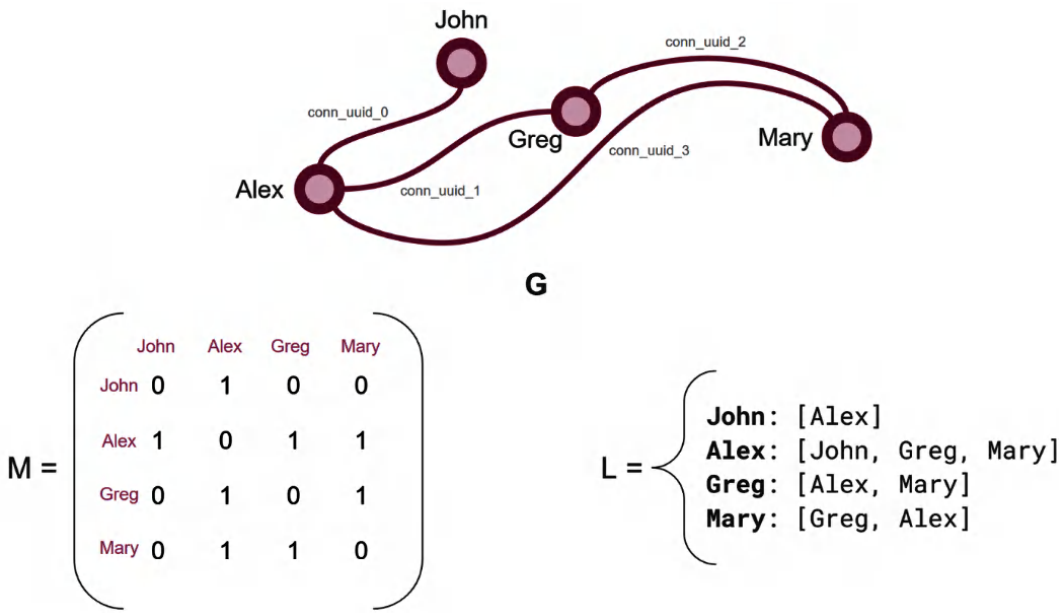 John
conn_uuid_2
conn_uuid_0
Greg
Mary
conn_uuid_3
Alex
conn_uuid_1
G
John Alex Greg Mary
John 0 1 0 0
Alex 1 0 1 1
M =
Greg 0 1 0 1
Mary 0 1 1 0
L =
John: [Alex]
Alex: [John, Greg, Mary]
Greg: [Alex, Mary]
Mary: [Greg, Alex]